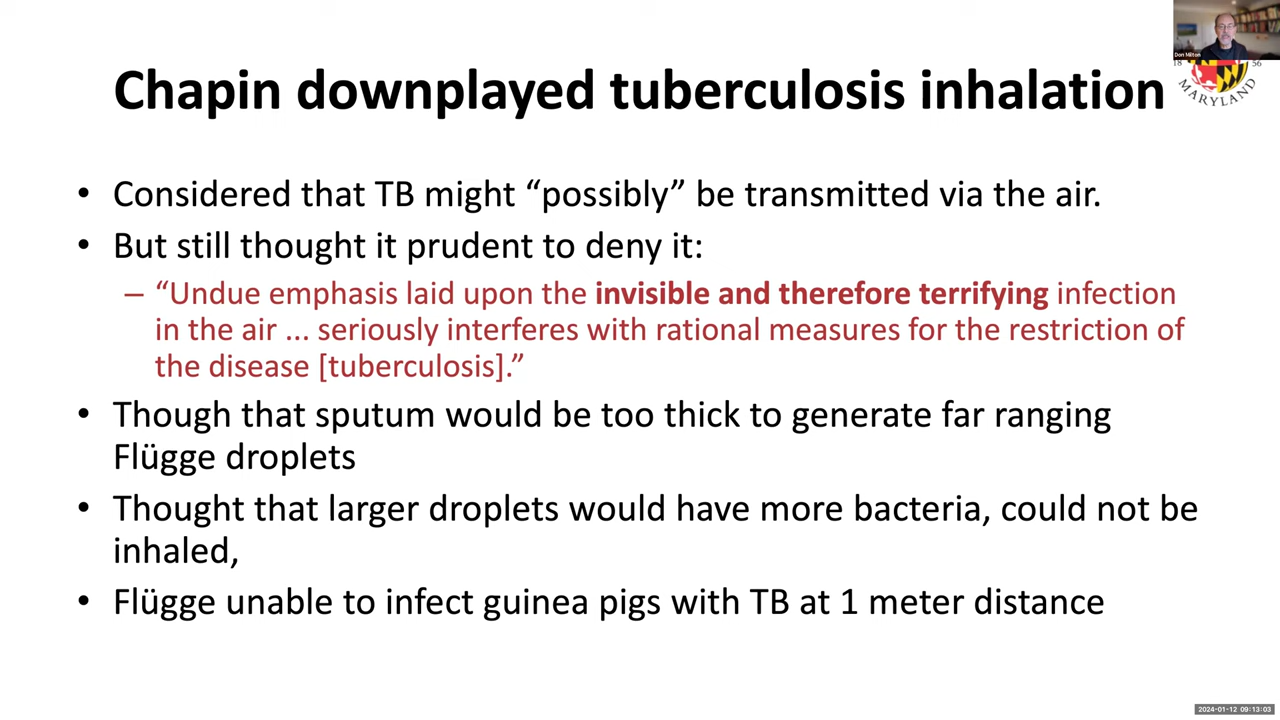 Don Milton
18 56
MARYLAND
Chapin downplayed tuberculosis inhalation
• Considered that TB might “possibly” be transmitted via the air.
• But still thought it prudent to deny it:
– “Undue emphasis laid upon the invisible and therefore terrifying infection
in the air ... seriously interferes with rational measures for the restriction of
the disease [tuberculosis].”
• Though that sputum would be too thick to generate far ranging
Flügge droplets
• Thought that larger droplets would have more bacteria, could not be
inhaled,
• Flügge unable to infect guinea pigs with TB at 1 meter distance
2024-01-12 09:13:03